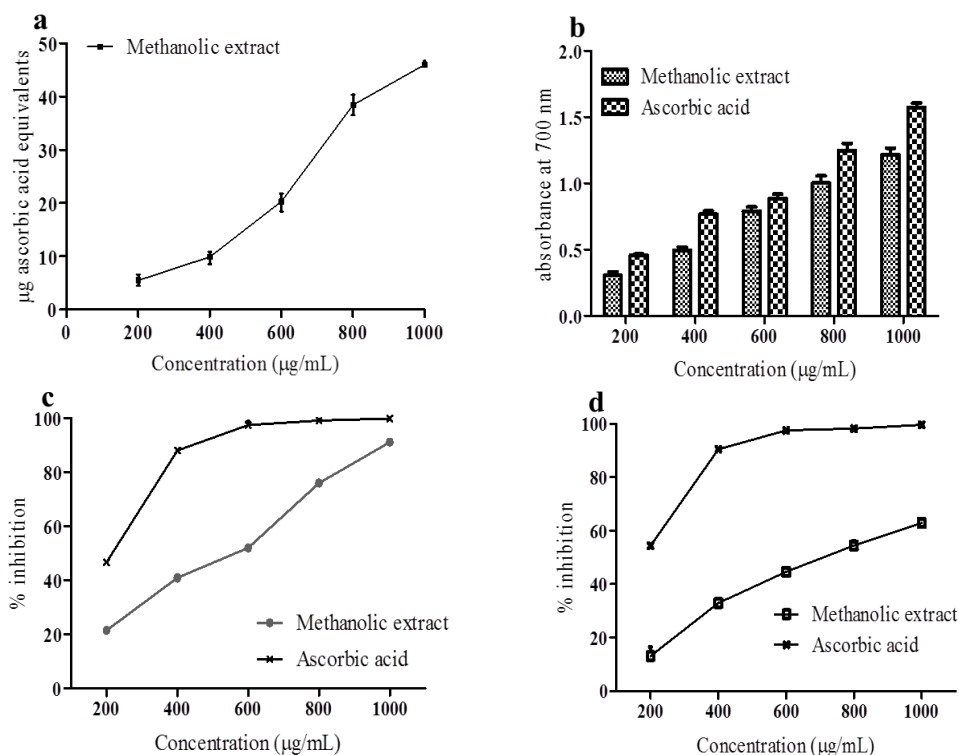 a
Methanolic extract
50
40
30
20
10
0
µg ascorbic acid equivalents
0 200 400 600 800 1000
Concentration (µg/mL)
b
Methanolic extract
Ascorbic acid
2.0
1.5
1.0
0.5
0.0
absorbance at 700 nm
200 400 600 800 1000
Concentration (µg/mL)
c
100
80
60
40
20
0
% inhibition
Methanolic extract
Ascorbic acid
200 400 600 800 1000
Concentration (µg/mL)
d
100
80
60
40
20
0
% inhibition
Methanolic extract
Ascorbic acid
200 400 600 800 1000
Concentration (µg/mL)